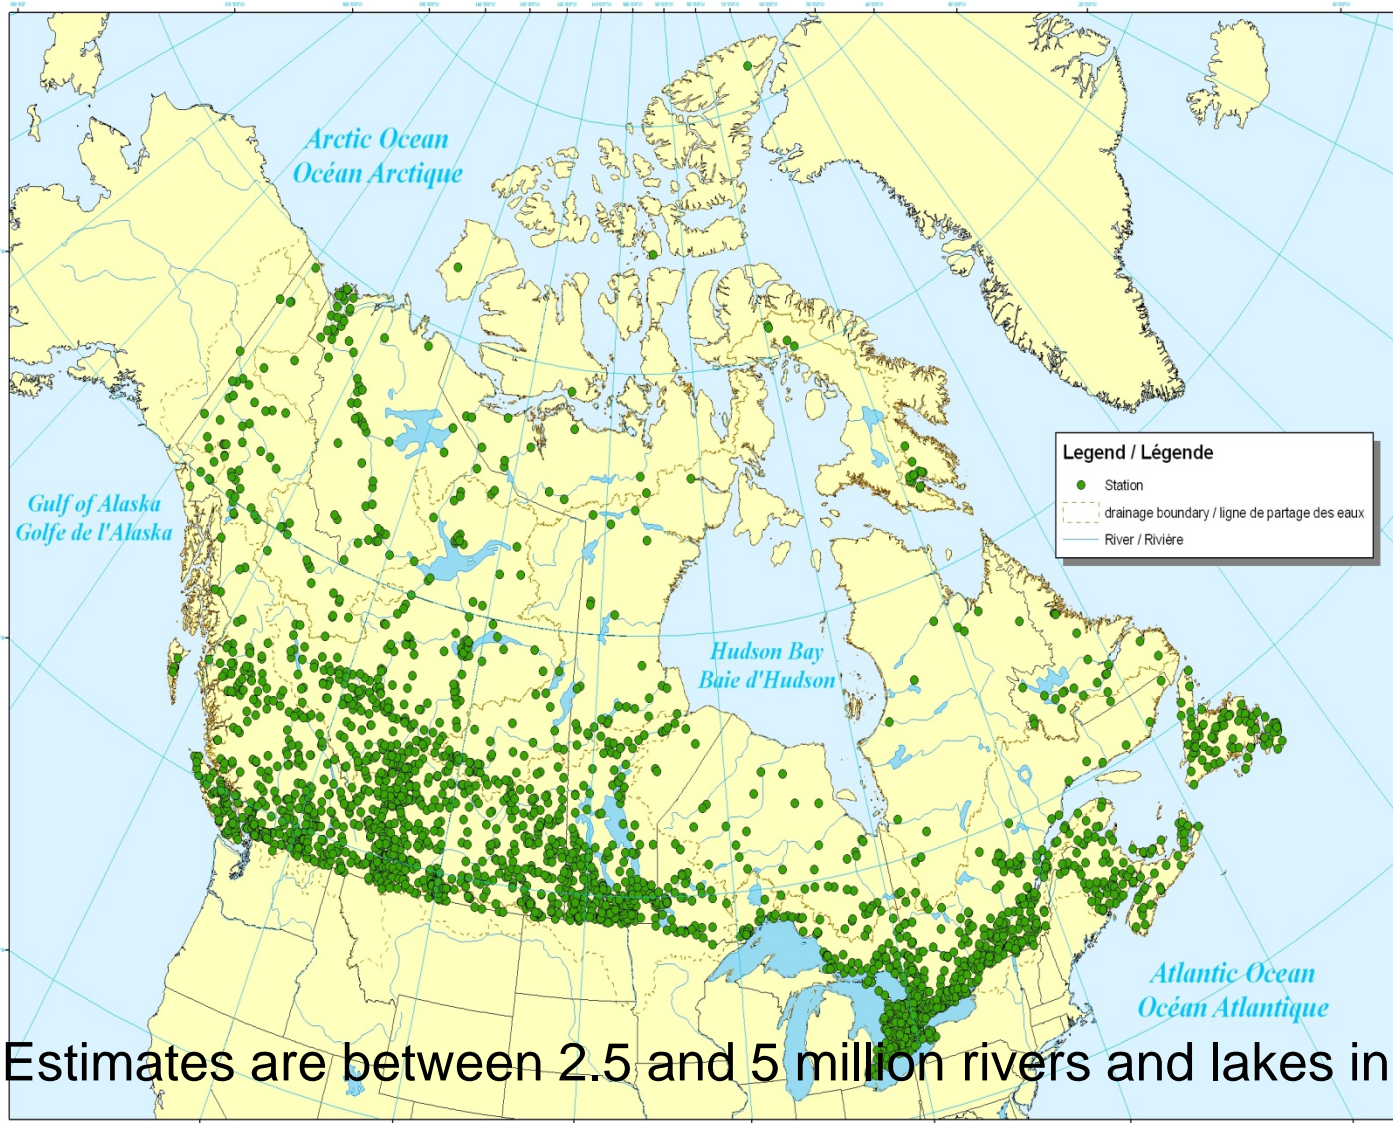 Arctic Ocean
Océan Arctique
Gulf of Alaska
Golfe de l'Alaska
Legend / Légende
Station
drainage boundary / ligne de partage des eaux
River / Rivière
Hudson Bay
Baie d'Hudson
Atlantic Ocean
Océan Atlantique
Estimates are between 2.5 and 5 million rivers and lakes in